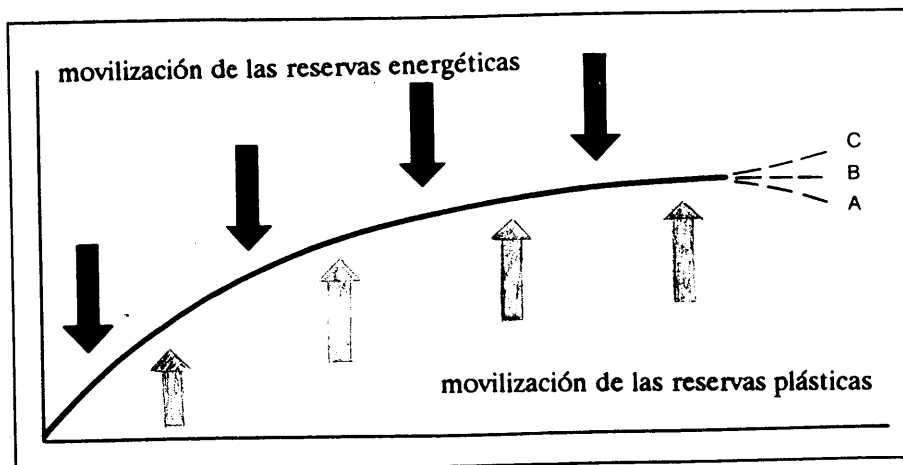 movilización de las reservas energéticas
C
B
A
movilización de las reservas plásticas